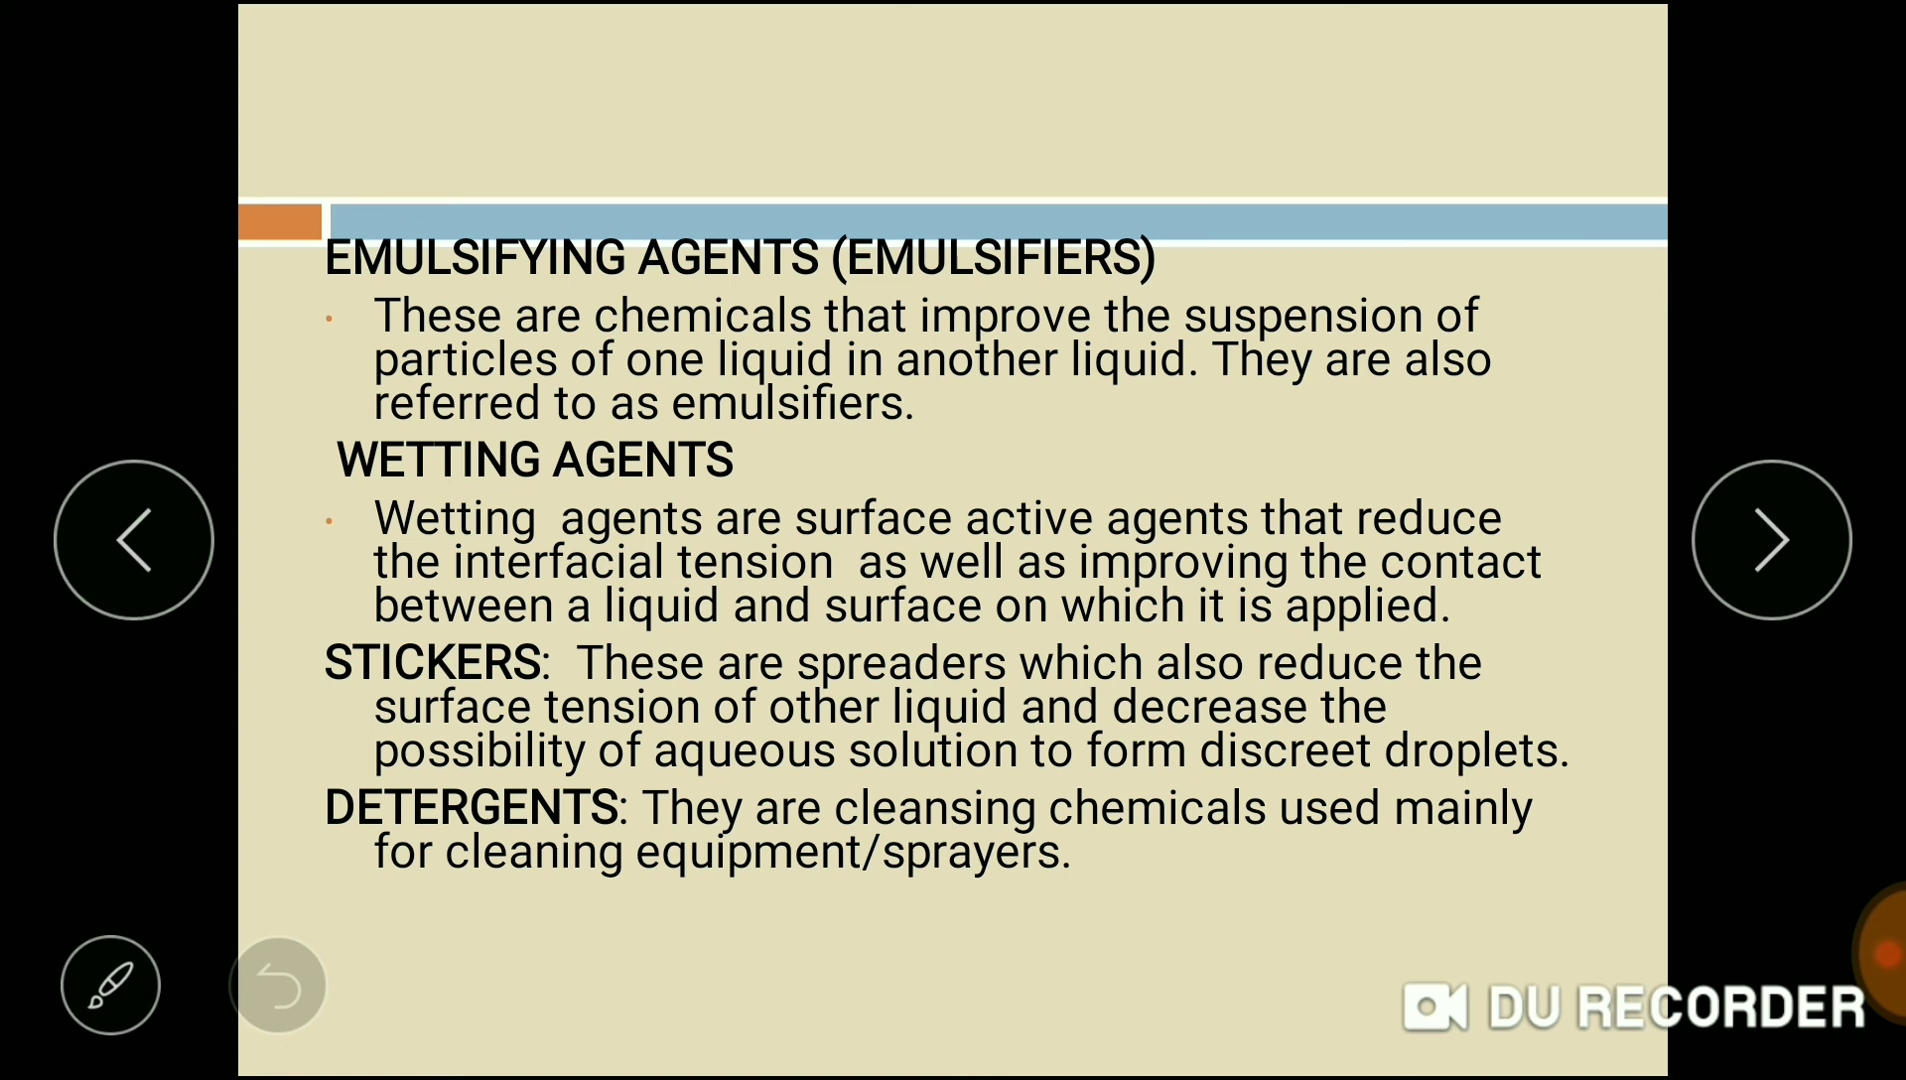 EMULSIFYING AGENTS (EMULSIFIERS)
· These are chemicals that improve the suspension of
particles of one liquid in another liquid. They are also
referred to as emulsifiers.
WETTING AGENTS
· Wetting  agents are surface active agents that reduce
the interfacial tension  as well as improving the contact
between a liquid and surface on which it is applied.
STICKERS:  These are spreaders which also reduce the
surface tension of other liquid and decrease the
possibility of aqueous solution to form discreet droplets.
DETERGENTS: They are cleansing chemicals used mainly
for cleaning equipment/sprayers.
DU RECORDER